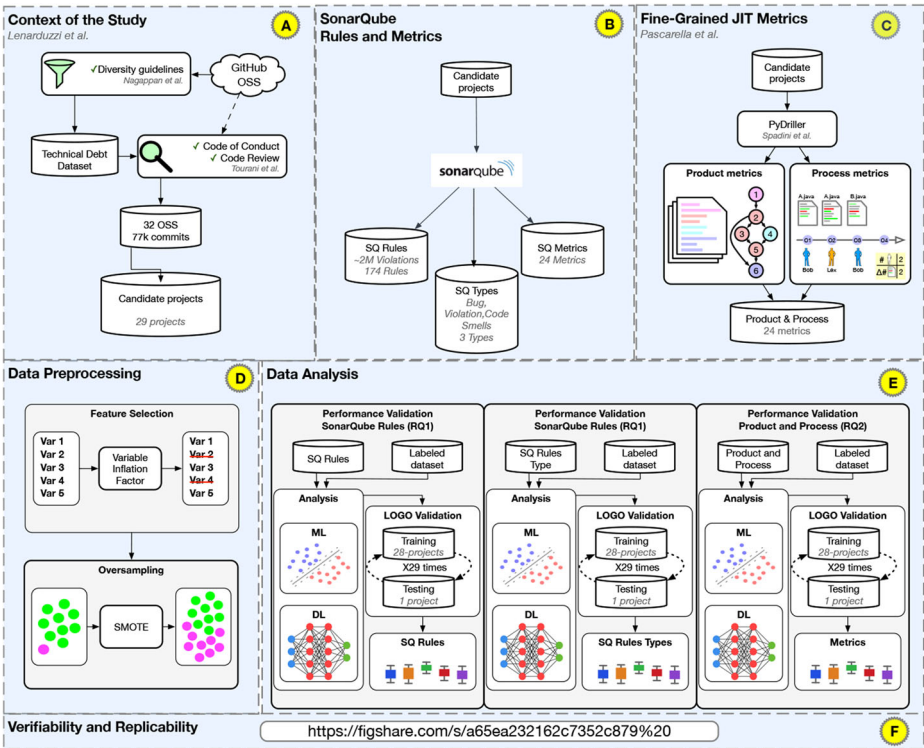 Context of the Study
Lenarduzzi et al.
A
✓Diversity guidelines
Nagappan et al.
GitHub
OSS
Technical Debt
Dataset
✓ Code of Conduct
✓ Code Review
Tourani et al.
32 OSS
77k commits
Candidate projects
29 projects
SonarQube
Rules and Metrics
B
Candidate
projects
sonarqube
SQ Rules
~2M Violations
174 Rules
SQ Types
Bug,
Violation,Code
Smells
3 Types
SQ Metrics
24 Metrics
Fine-Grained JIT Metrics
Pascarella et al.
C
Candidate
projects
PyDriller
Spadini et al.
Product metrics
1
2
3
4
5
6
Process metrics
A.java
A.java
B.java
Bob
Bob
# 2
Δ# 2
Product & Process
24 metrics
Data Preprocessing
D
Feature Selection
Var 1
Var 2
Var 3
Var 4
Var 5
Variable
Inflation
Factor
Var 1
Var 2
Var 3
Var 4
Var 5
Oversampling
SMOTE
Data Analysis
E
Performance Validation
SonarQube Rules (RQ1)
SQ Rules
Labeled
dataset
Analysis
ML
DL
LOGO Validation
Training
28-projects
X29 times
Testing
1 project
SQ Rules
Performance Validation
SonarQube Rules (RQ1)
SQ Rules
Type
Labeled
dataset
Analysis
ML
DL
LOGO Validation
Training
28-projects
X29 times
Testing
1 project
SQ Rules Types
Performance Validation
Product and Process (RQ2)
Product and
Process
Labeled
dataset
Analysis
ML
DL
LOGO Validation
Training
28-projects
X29 times
Testing
1 project
Metrics
Verifiability and Replicability
https://figshare.com/s/a65ea232162c7352c879%20
F